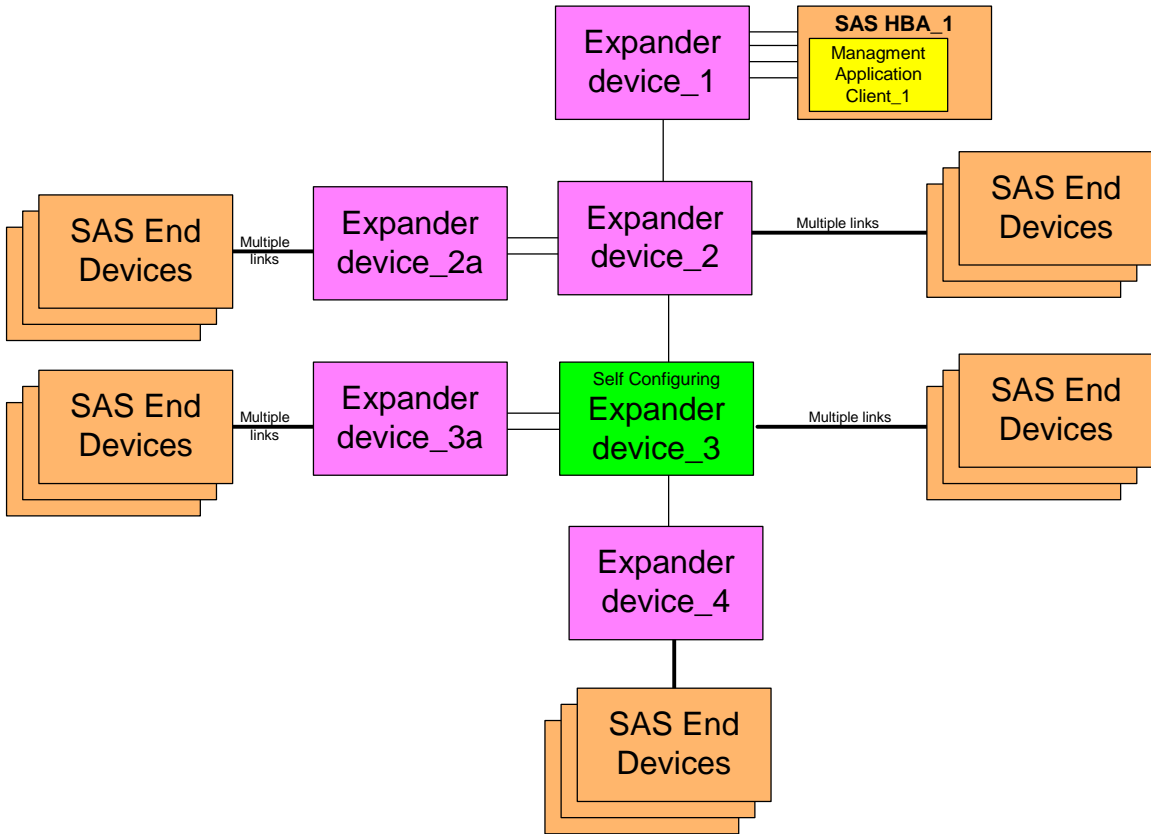 Expander
device_1
SAS HBA_1
Managment
Application
Client_1
SAS End
Devices
Multiple
links
Expander
device_2a
Expander
device_2
Multiple links
SAS End
Devices
SAS End
Devices
Multiple
links
Expander
device_3a
Self Configuring
Expander
device_3
Multiple links
SAS End
Devices
Expander
device_4
SAS End
Devices